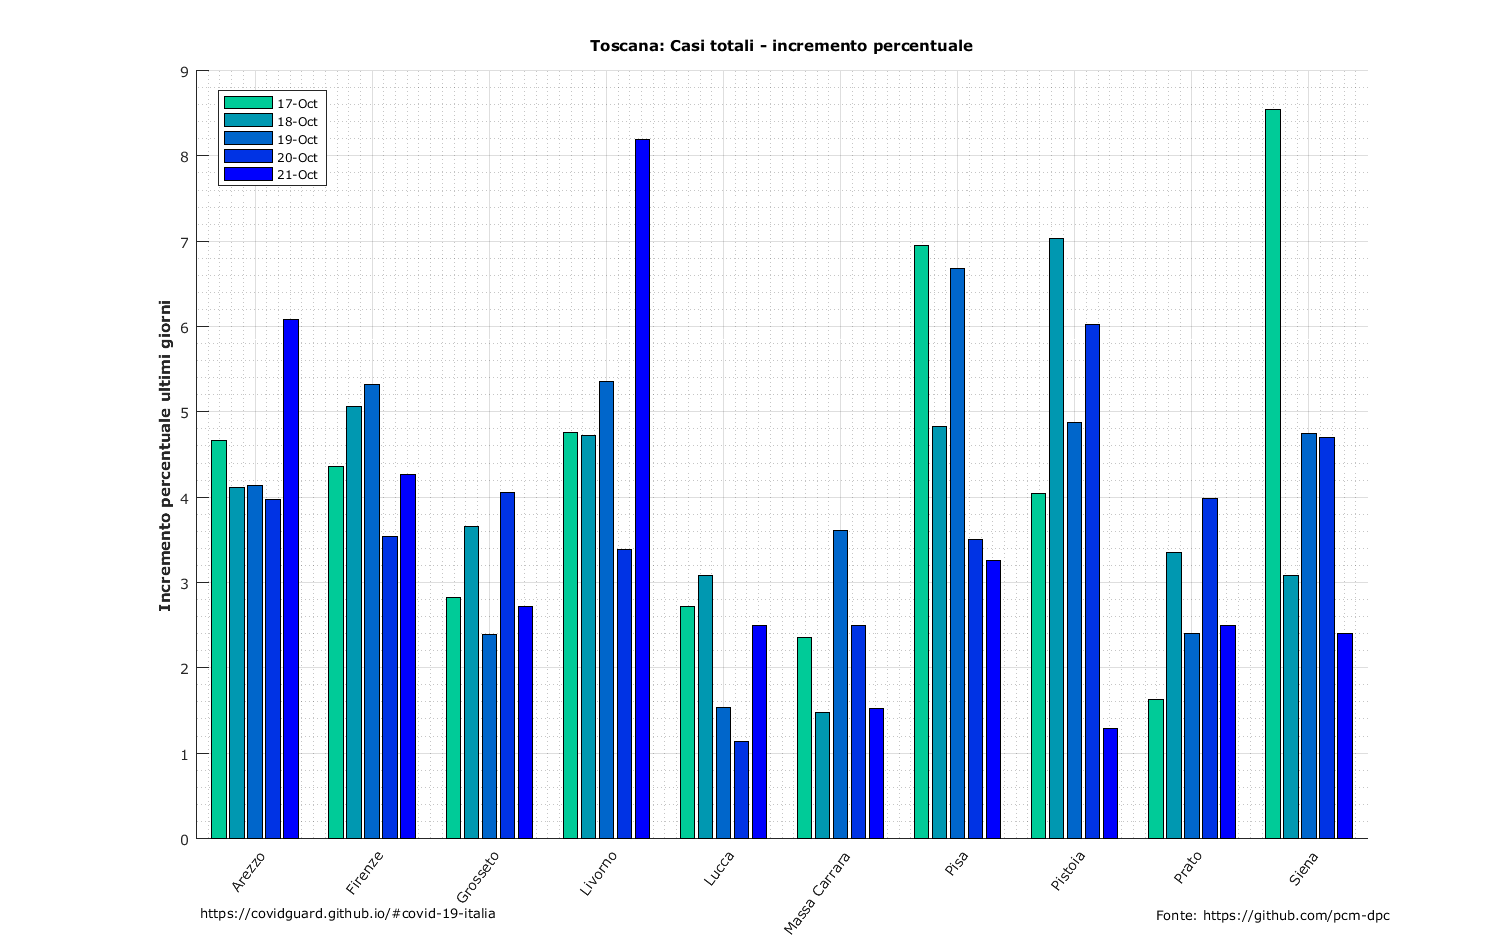 Toscana: Casi totali - incremento percentuale
Incremento percentuale ultimi giorni
9
8
7
6
5
4
3
2
1
0
17-Oct
18-Oct
19-Oct
20-Oct
21-Oct
Arezzo
Firenze
Grosseto
Livorno
Lucca
Massa Carrara
Pisa
Pistoia
Prato
Siena
https://covidguard.github.io/#covid-19-italia
Fonte: https://github.com/pcm-dpc